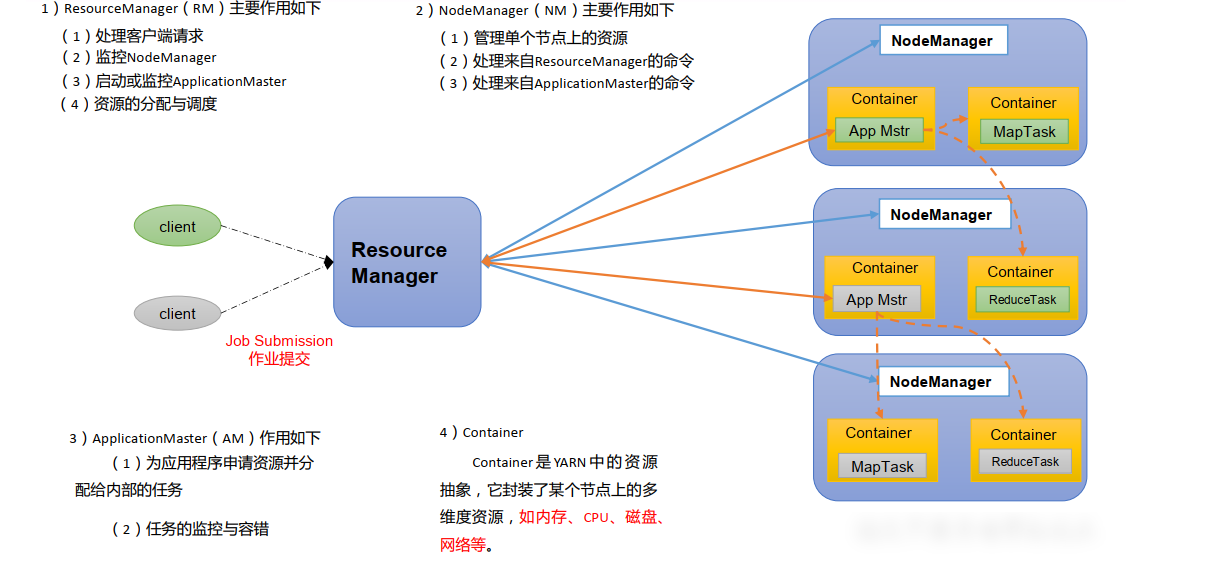 1）ResourceManager（RM）主要作用如下
（1）处理客户端请求
（2）监控NodeManager
（3）启动或监控ApplicationMaster
（4）资源的分配与调度
2）NodeManager（NM）主要作用如下
（1）管理单个节点上的资源
（2）处理来自ResourceManager的命令
（3）处理来自ApplicationMaster的命令
NodeManager
Container
App Mstr
Container
MapTask
client
client
Resource
Manager
Job Submission
作业提交
NodeManager
Container
App Mstr
Container
ReduceTask
NodeManager
Container
MapTask
Container
ReduceTask
3）ApplicationMaster（AM）作用如下
（1）为应用程序申请资源并分
配给内部的任务
（2）任务的监控与容错
4）Container
Container是YARN中的资源
抽象，它封装了某个节点上的多
维度资源，如内存、CPU、磁盘、
网络等。